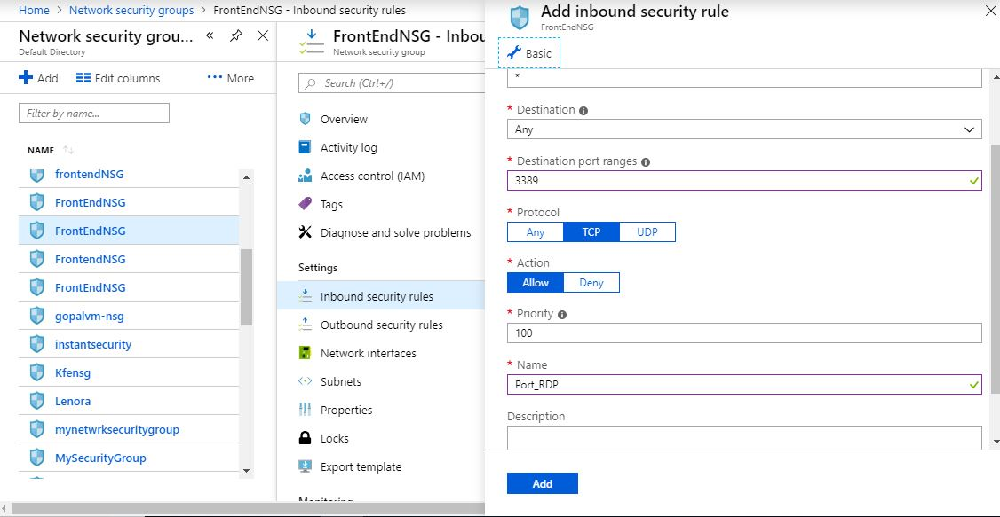 Home > Network security groups > FrontEndNSG - Inbound security rules
Network security grou... « ×
Default Directory
Add Edit columns ••• More
Filter by name...
NAME ↑↓
frontendNSG
FrontEndNSG
FrontEndNSG
FrontendNSG
FrontEndNSG
gopalvm-nsg
instantsecurity
Kfensg
Lenora
mynetwrksecuritygroup
MySecurityGroup
FrontEndNSG - Inbou
Network security group
Search (Ctrl+/)
Overview
Activity log
Access control (IAM)
Tags
Diagnose and solve problems
Settings
Inbound security rules
Outbound security rules
Network interfaces
Subnets
Properties
Locks
Export template
Monitoring
Add inbound security rule
FrontEndNSG
Basic
*
* Destination
Any
* Destination port ranges
3389
* Protocol
Any TCP UDP
* Action
Allow Deny
* Priority
100
* Name
Port_RDP
Description
Add